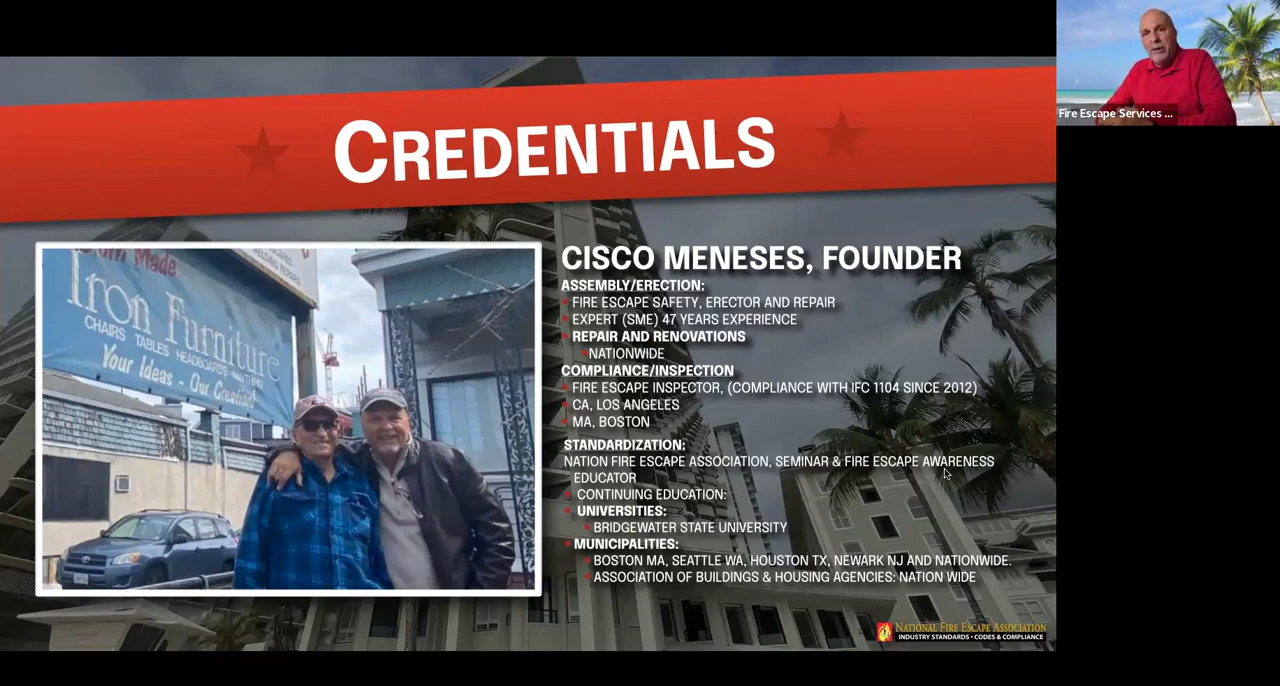 CREDENTIALS
Fire Escape Services ...
CISCO MENESES, FOUNDER
ASSEMBLY/ERECTION:
FIRE ESCAPE SAFETY, ERECTOR AND REPAIR
EXPERT (SME) 47 YEARS EXPERIENCE
REPAIR AND RENOVATIONS
NATIONWIDE
COMPLIANCE/INSPECTION
FIRE ESCAPE INSPECTOR, (COMPLIANCE WITH IFC 1104 SINCE 2012)
CA, LOS ANGELES
MA, BOSTON
STANDARDIZATION:
NATION FIRE ESCAPE ASSOCIATION, SEMINAR & FIRE ESCAPE AWARENESS
EDUCATOR
CONTINUING EDUCATION:
UNIVERSITIES:
BRIDGEWATER STATE UNIVERSITY
MUNICIPALITIES:
BOSTON MA, SEATTLE WA, HOUSTON TX, NEWARK NJ AND NATIONWIDE.
ASSOCIATION OF BUILDINGS & HOUSING AGENCIES: NATION WIDE
Made
Iron Furniture
CHAIRS TABLES HEADBOARDS
Your Ideas - Our Creation!
NATIONAL FIRE ESCAPE ASSOCIATION
INDUSTRY STANDARDS • CODES & COMPLIANCE